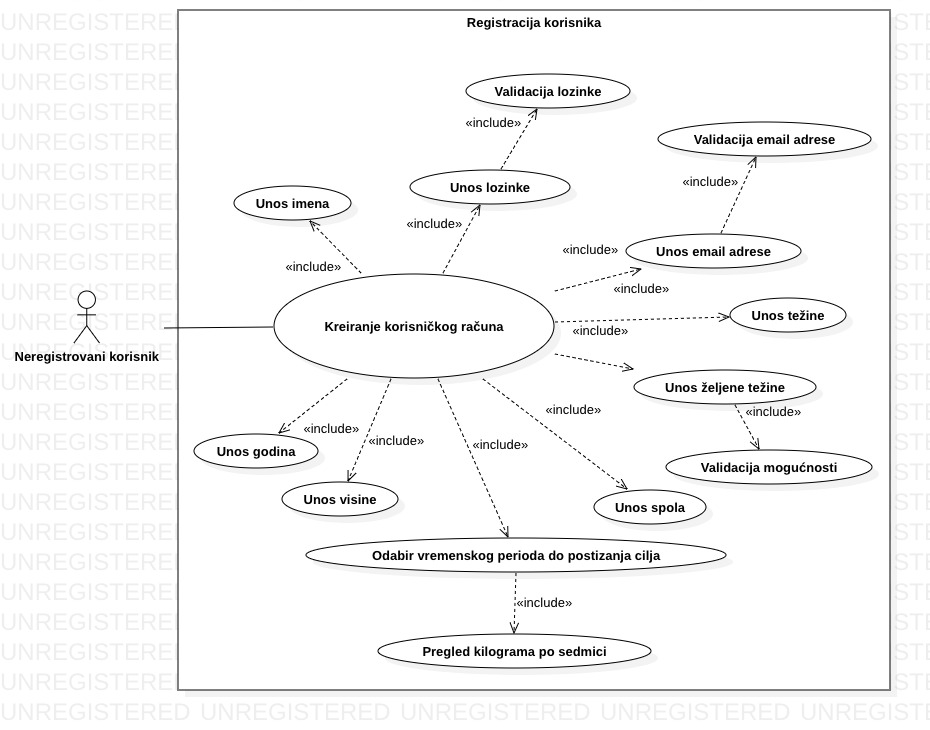 Registracija korisnika
Validacija lozinke
«include»
Validacija email adrese
«include»
Unos lozinke
Unos imena
«include»
«include»
Unos email adrese
«include»
«include»
Unos težine
Kreiranje korisničkog računa
«include»
Neregistrovani korisnik
Unos željene težine
«include»
«include»
«include»
«include»
«include»
Unos godina
Validacija mogućnosti
Unos visine
Unos spola
Odabir vremenskog perioda do postizanja cilja
«include»
Pregled kilograma po sedmici
UNREGISTERED UNREGISTERED UNREGISTERED UNREGISTERED